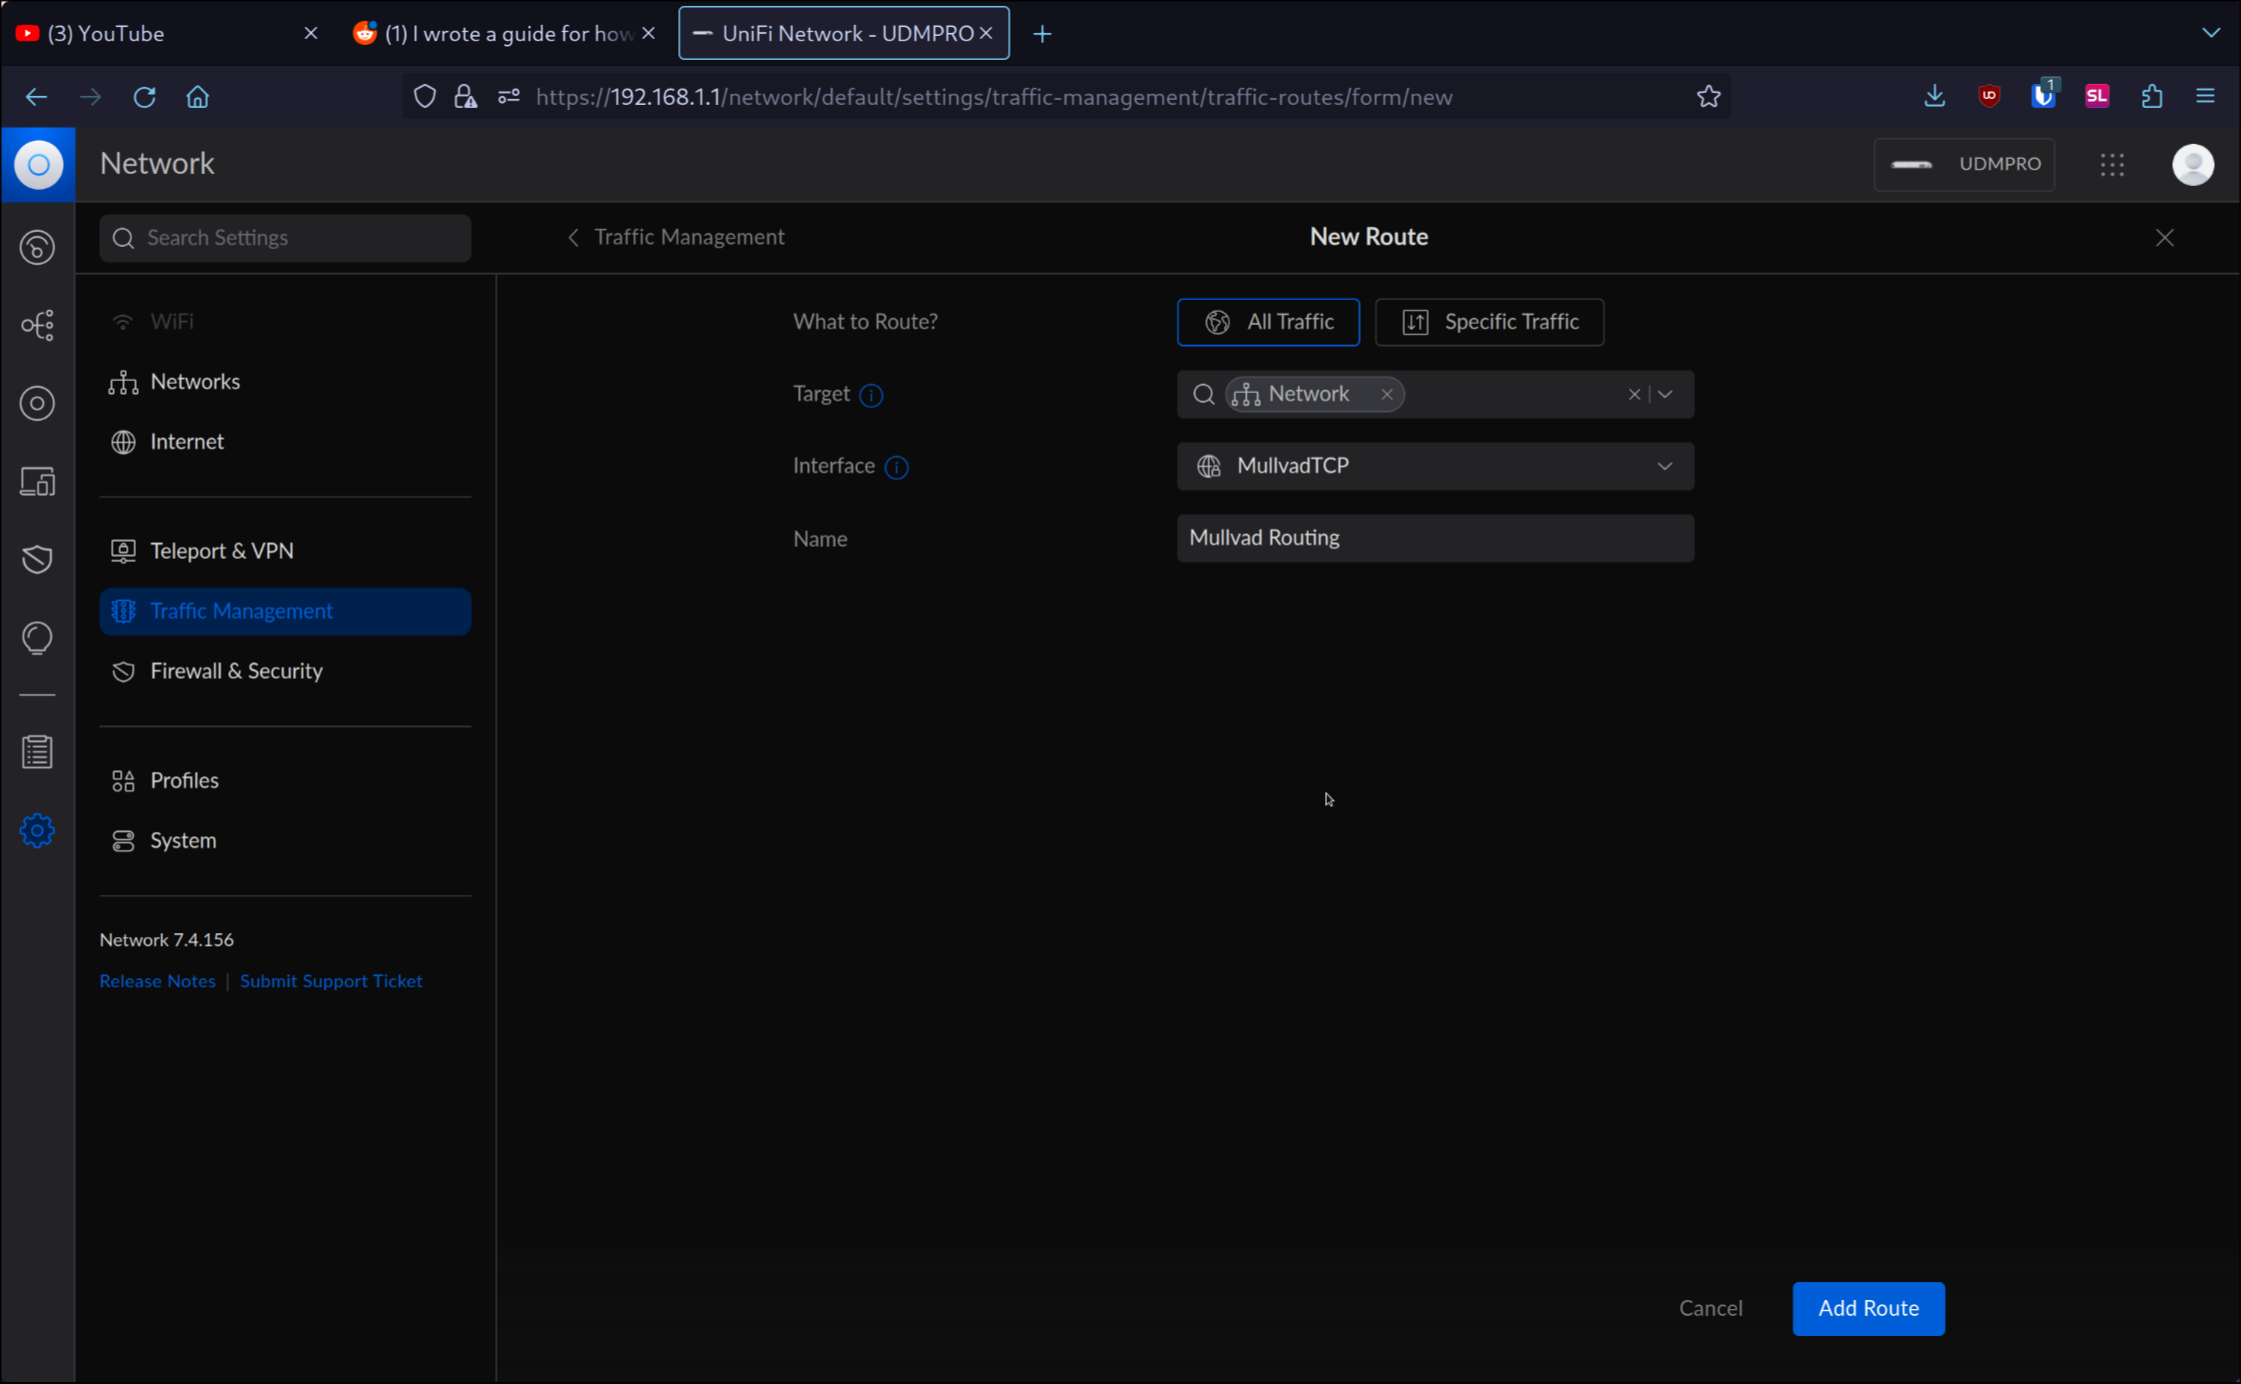 (3) YouTube
(1) I wrote a guide for how
UniFi Network - UDMPRO
https://192.168.1.1/network/default/settings/traffic-management/traffic-routes/form/new
UD
1
SL
Network
UDMPRO
Search Settings
Traffic Management
New Route
WiFi
Networks
Internet
Teleport & VPN
Traffic Management
Firewall & Security
Profiles
System
Network 7.4.156
Release Notes | Submit Support Ticket
What to Route?
All Traffic
Specific Traffic
Target
Network
Interface
MullvadTCP
Name
Mullvad Routing
Cancel
Add Route